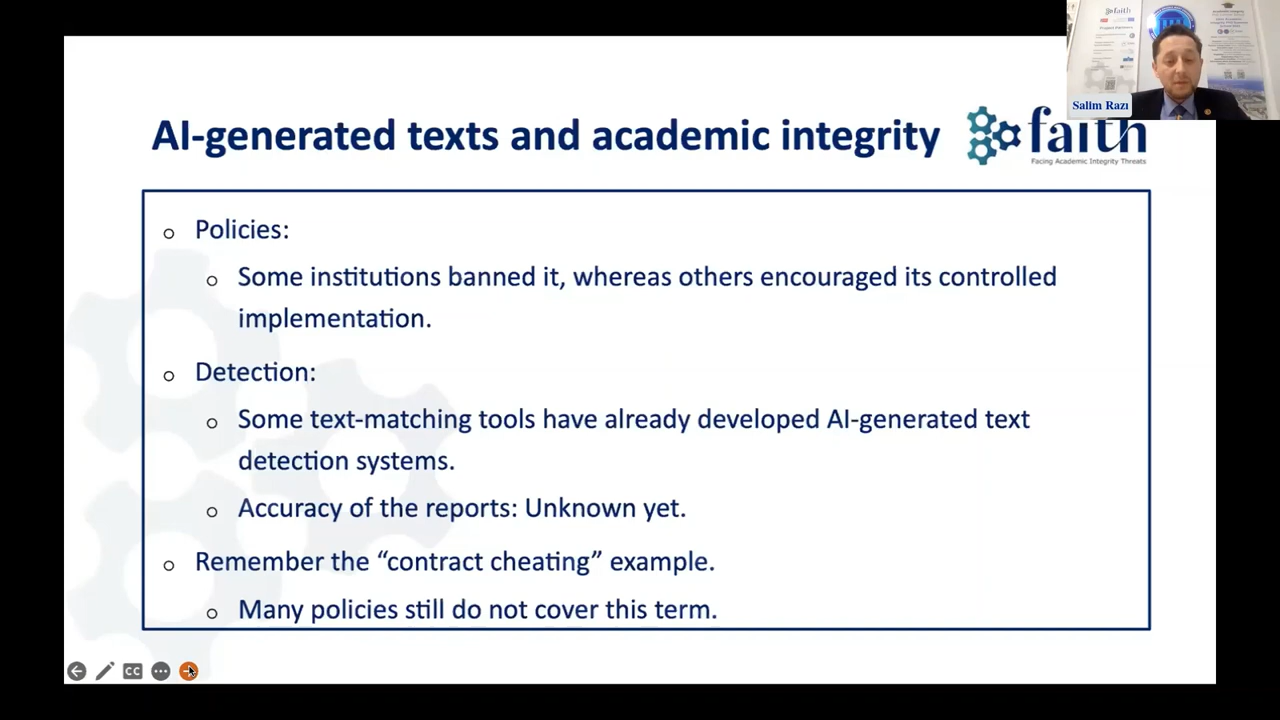 faith
Salim Razı
AI-generated texts and academic integrity
faith
Facing Academic Integrity Threats
o Policies:
o Some institutions banned it, whereas others encouraged its controlled
implementation.
o Detection:
o Some text-matching tools have already developed AI-generated text
detection systems.
o Accuracy of the reports: Unknown yet.
o Remember the “contract cheating” example.
o Many policies still do not cover this term.
CC